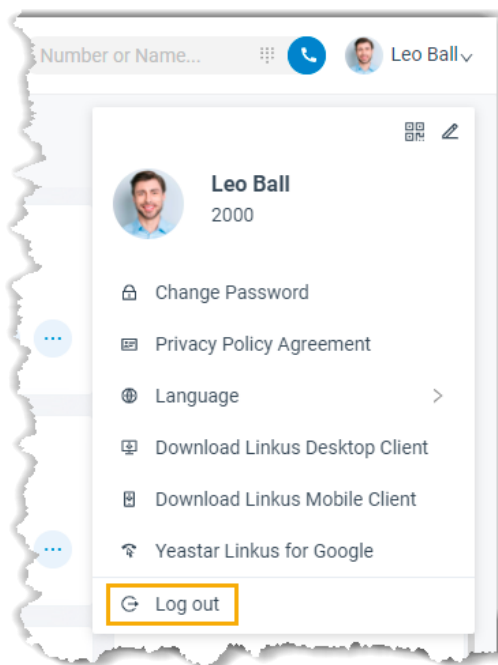 Number or Name...
Leo Ball
Leo Ball
2000
Change Password
Privacy Policy Agreement
Language
Download Linkus Desktop Client
Download Linkus Mobile Client
Yeastar Linkus for Google
Log out